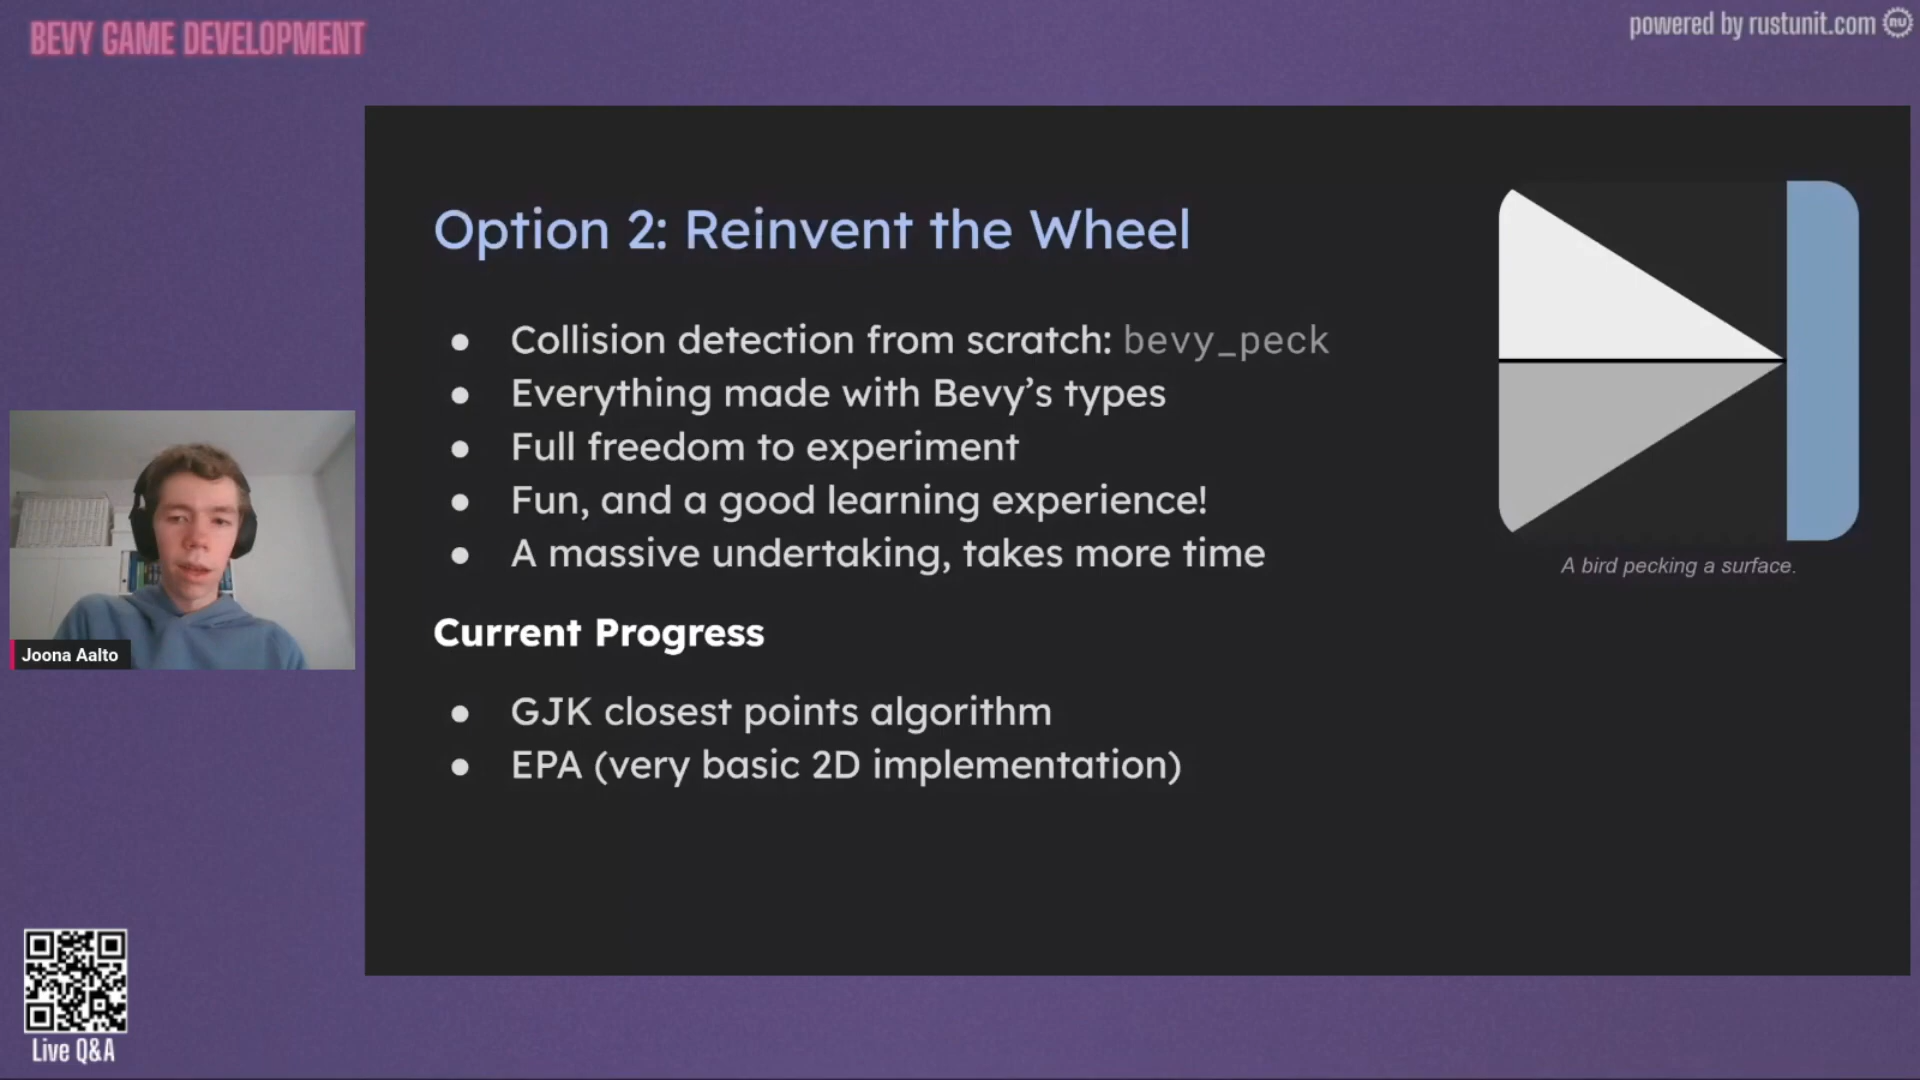 BEVY GAME DEVELOPMENT
powered by rustunit.com
RU
Option 2: Reinvent the Wheel
● Collision detection from scratch: bevy_peck
● Everything made with Bevy’s types
● Full freedom to experiment
● Fun, and a good learning experience!
● A massive undertaking, takes more time
A bird pecking a surface.
Current Progress
● GJK closest points algorithm
● EPA (very basic 2D implementation)
Joona Aalto
Live Q&A